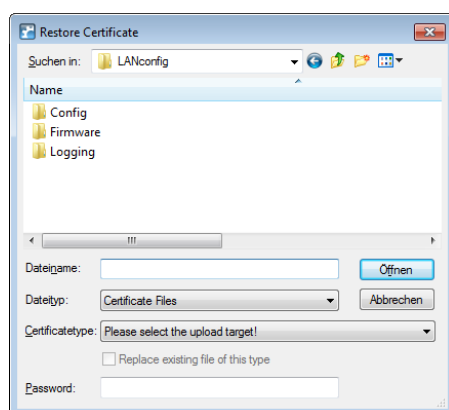 Restore Certificate
Suchen in: LANconfig
Name
Config
Firmware
Logging
Dateiname: Öffnen
Dateityp: Certificate Files Abbrechen
Certificatetype: Please select the upload target!
Replace existing file of this type
Password: